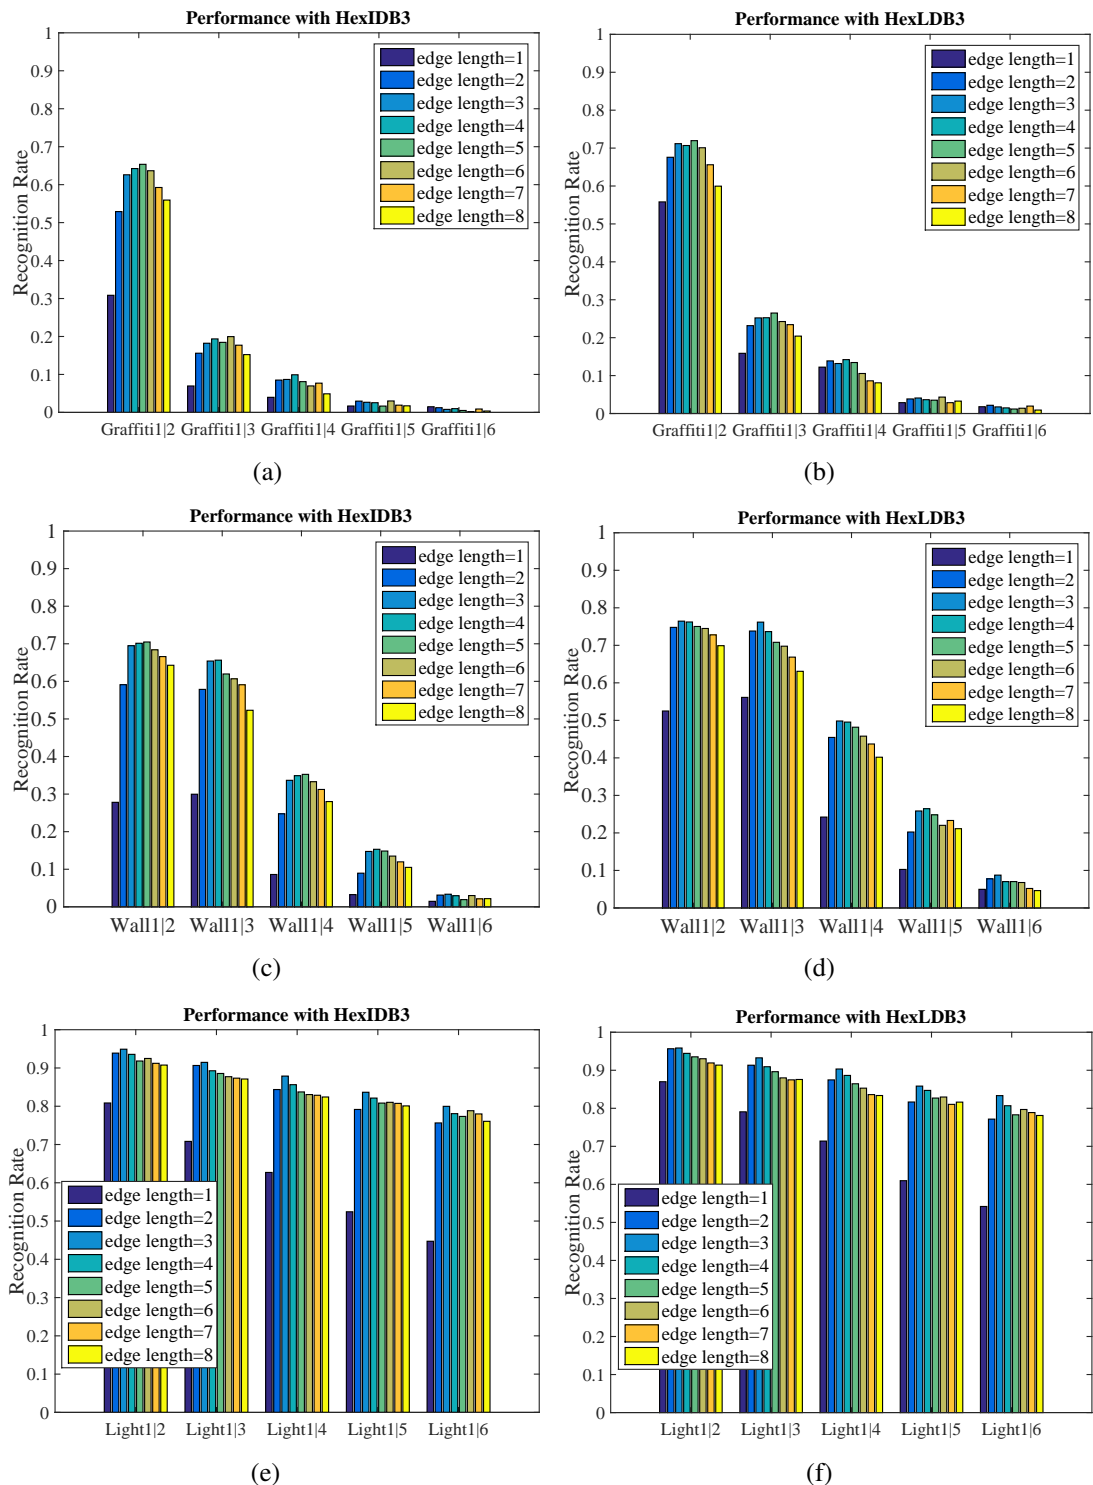 Performance with HexIDB3
Recognition Rate
1
0.9
0.8
0.7
0.6
0.5
0.4
0.3
0.2
0.1
0
edge length=1
edge length=2
edge length=3
edge length=4
edge length=5
edge length=6
edge length=7
edge length=8
Graffiti1|2 Graffiti1|3 Graffiti1|4 Graffiti1|5 Graffiti1|6
(a)
Performance with HexLDB3
Recognition Rate
1
0.9
0.8
0.7
0.6
0.5
0.4
0.3
0.2
0.1
0
edge length=1
edge length=2
edge length=3
edge length=4
edge length=5
edge length=6
edge length=7
edge length=8
Graffiti1|2 Graffiti1|3 Graffiti1|4 Graffiti1|5 Graffiti1|6
(b)
Performance with HexIDB3
Recognition Rate
1
0.9
0.8
0.7
0.6
0.5
0.4
0.3
0.2
0.1
0
edge length=1
edge length=2
edge length=3
edge length=4
edge length=5
edge length=6
edge length=7
edge length=8
Wall1|2 Wall1|3 Wall1|4 Wall1|5 Wall1|6
(c)
Performance with HexLDB3
Recognition Rate
1
0.9
0.8
0.7
0.6
0.5
0.4
0.3
0.2
0.1
0
edge length=1
edge length=2
edge length=3
edge length=4
edge length=5
edge length=6
edge length=7
edge length=8
Wall1|2 Wall1|3 Wall1|4 Wall1|5 Wall1|6
(d)
Performance with HexIDB3
Recognition Rate
1
0.9
0.8
0.7
0.6
0.5
0.4
0.3
0.2
0.1
0
edge length=1
edge length=2
edge length=3
edge length=4
edge length=5
edge length=6
edge length=7
edge length=8
Light1|2 Light1|3 Light1|4 Light1|5 Light1|6
(e)
Performance with HexLDB3
Recognition Rate
1
0.9
0.8
0.7
0.6
0.5
0.4
0.3
0.2
0.1
0
edge length=1
edge length=2
edge length=3
edge length=4
edge length=5
edge length=6
edge length=7
edge length=8
Light1|2 Light1|3 Light1|4 Light1|5 Light1|6
(f)